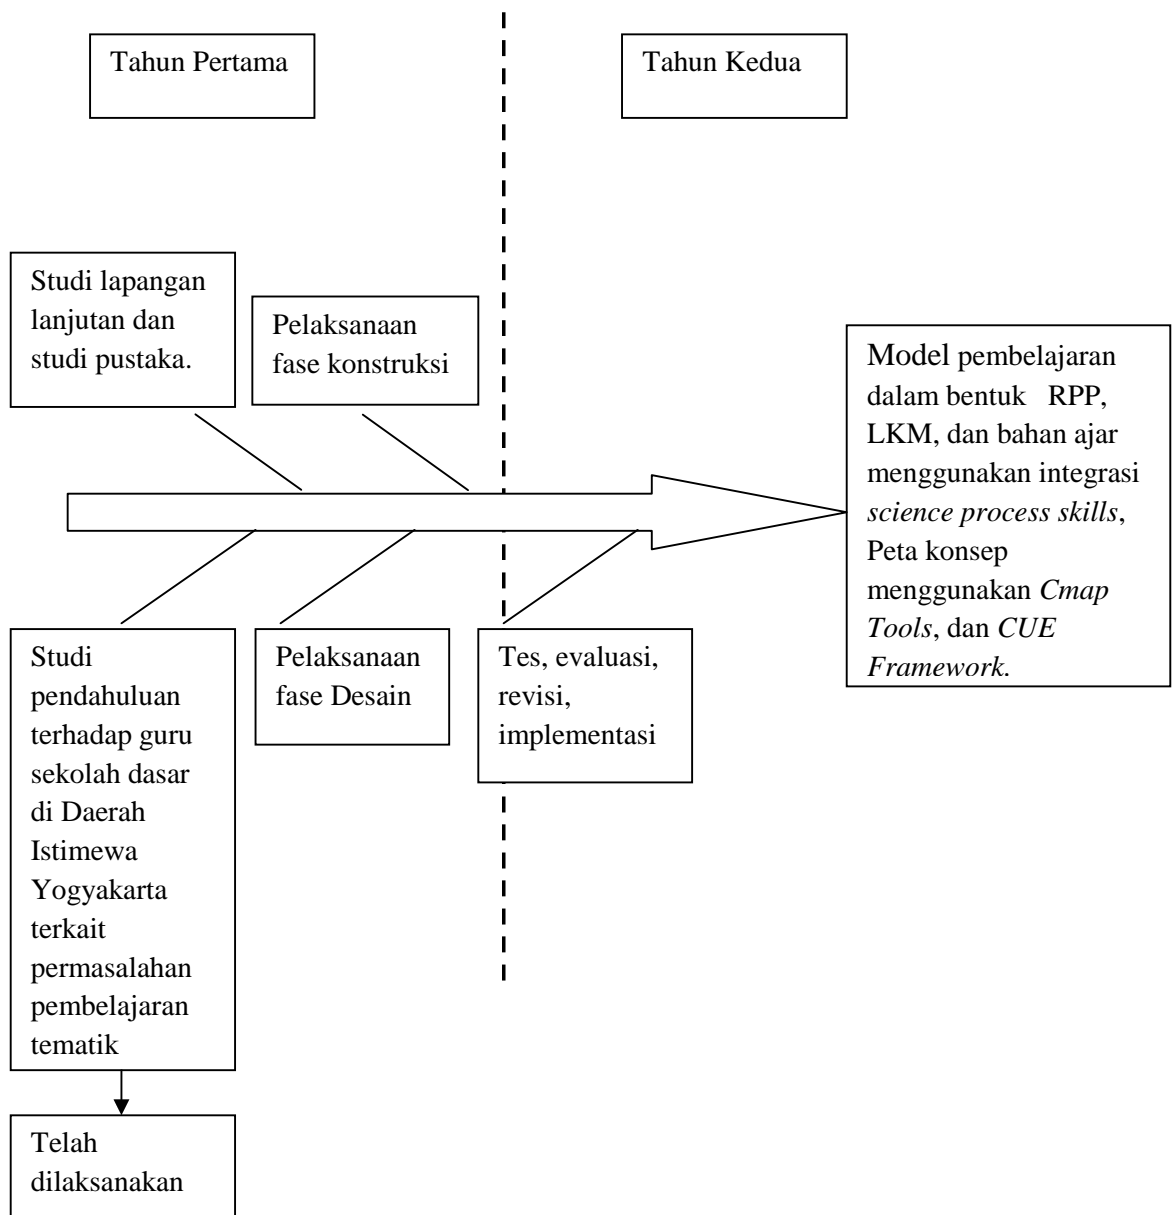 Tahun Pertama
Tahun Kedua
Studi lapangan
lanjutan dan
studi pustaka.
Pelaksanaan
fase konstruksi
Model pembelajaran
dalam bentuk RPP,
LKM, dan bahan ajar
menggunakan integrasi
science process skills,
Peta konsep
menggunakan Cmap
Tools, dan CUE
Framework.
Studi
pendahuluan
terhadap guru
sekolah dasar
di Daerah
Istimewa
Yogyakarta
terkait
permasalahan
pembelajaran
tematik
Pelaksanaan
fase Desain
Tes, evaluasi,
revisi,
implementasi
Telah
dilaksanakan